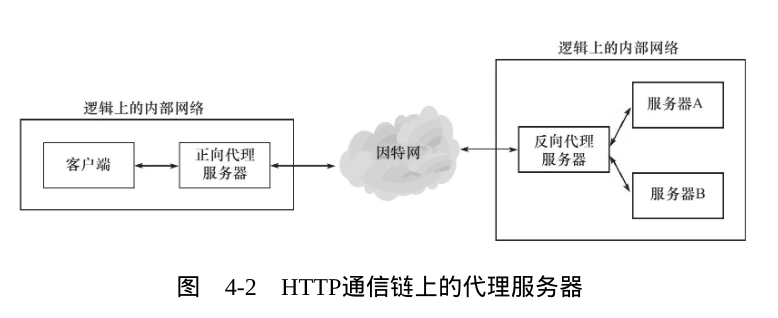 逻辑上的内部网络
客户端
正向代理
服务器
因特网
逻辑上的内部网络
反向代理
服务器
服务器A
服务器B
图 4-2 HTTP通信链上的代理服务器